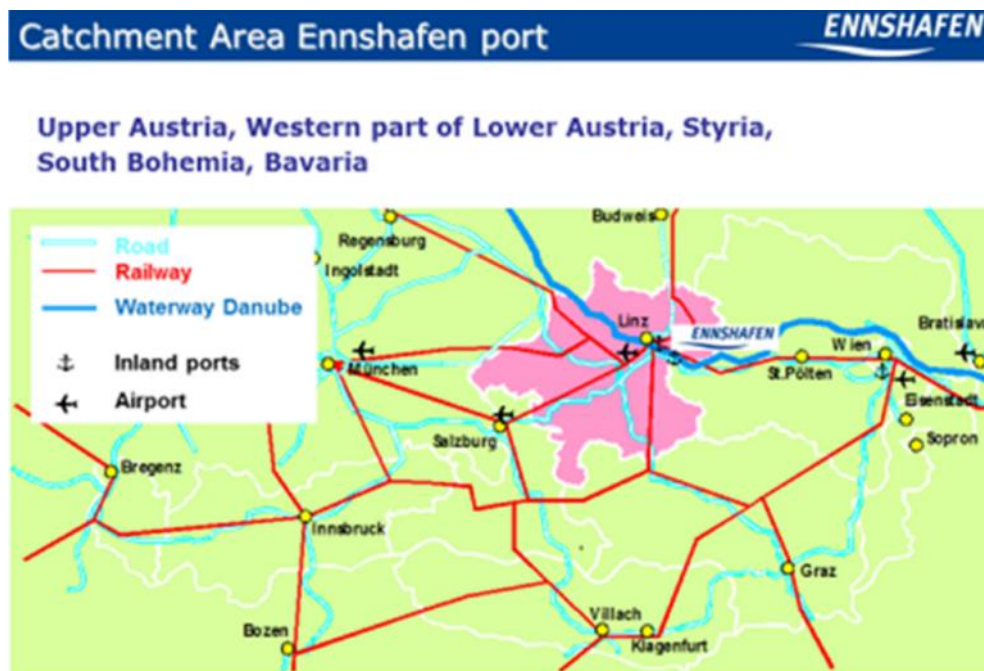 Catchment Area Ennshafen port
ENNSHAFEN
Upper Austria, Western part of Lower Austria, Styria,
South Bohemia, Bavaria
Road
Railway
Waterway Danube
Inland ports
Airport
Regensburg
Budweis
Ingolstadt
Linz
ENNSHAFEN
Bratislava
München
St.Pölten
Wien
Eisenstadt
Salzburg
Sopron
Bregenz
Innsbruck
Graz
Villach
Bozen
Klagenfurt